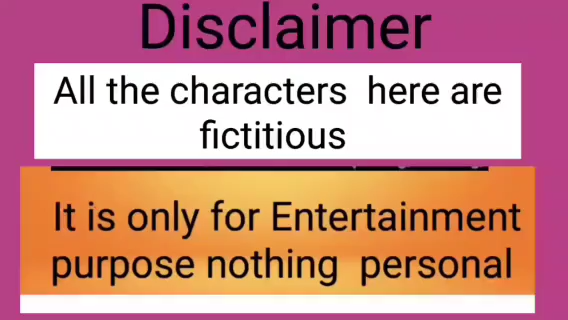 Disclaimer
All the characters here are
fictitious
It is only for Entertainment
purpose nothing personal